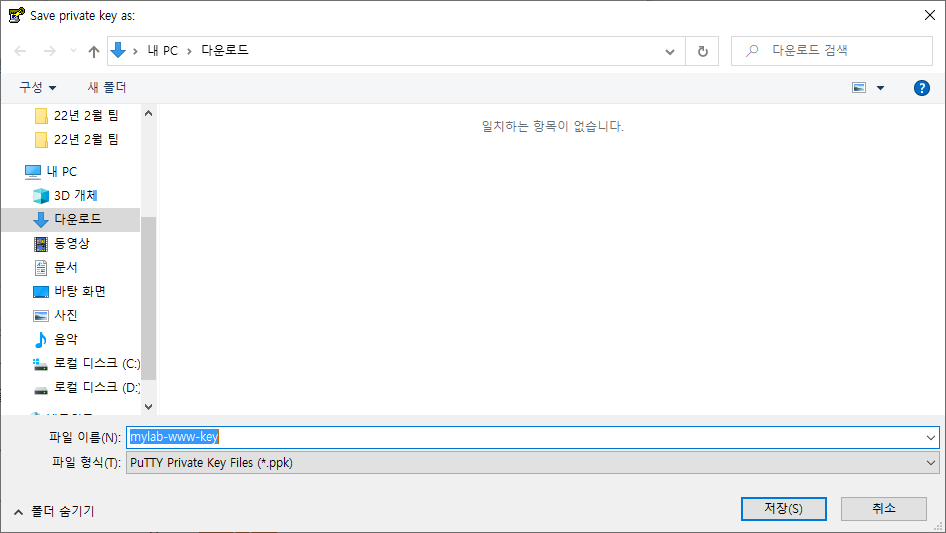 Save private key as:
내 PC
다운로드
다운로드 검색
구성
새 폴더
?
22년 2월 팀
22년 2월 팀
내 PC
3D 개체
다운로드
동영상
문서
바탕 화면
사진
음악
로컬 디스크 (C:)
로컬 디스크 (D:)
일치하는 항목이 없습니다.
파일 이름(N):
mylab-www-key
파일 형식(T):
PuTTY Private Key Files (*.ppk)
폴더 숨기기
저장(S)
취소